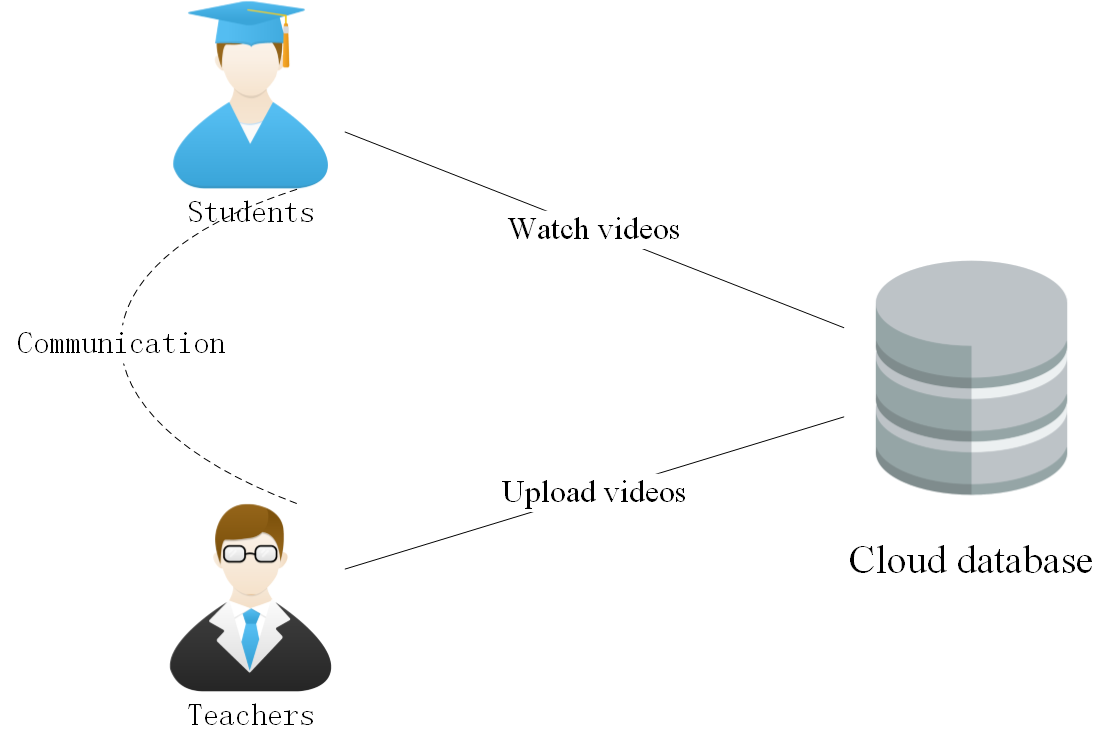 Students
Watch videos
Communication
Upload videos
Cloud database
Teachers